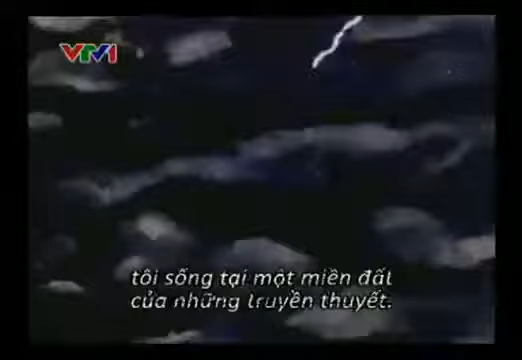 VTV1
tôi sống tại một miền đất
của những truyền thuyết.